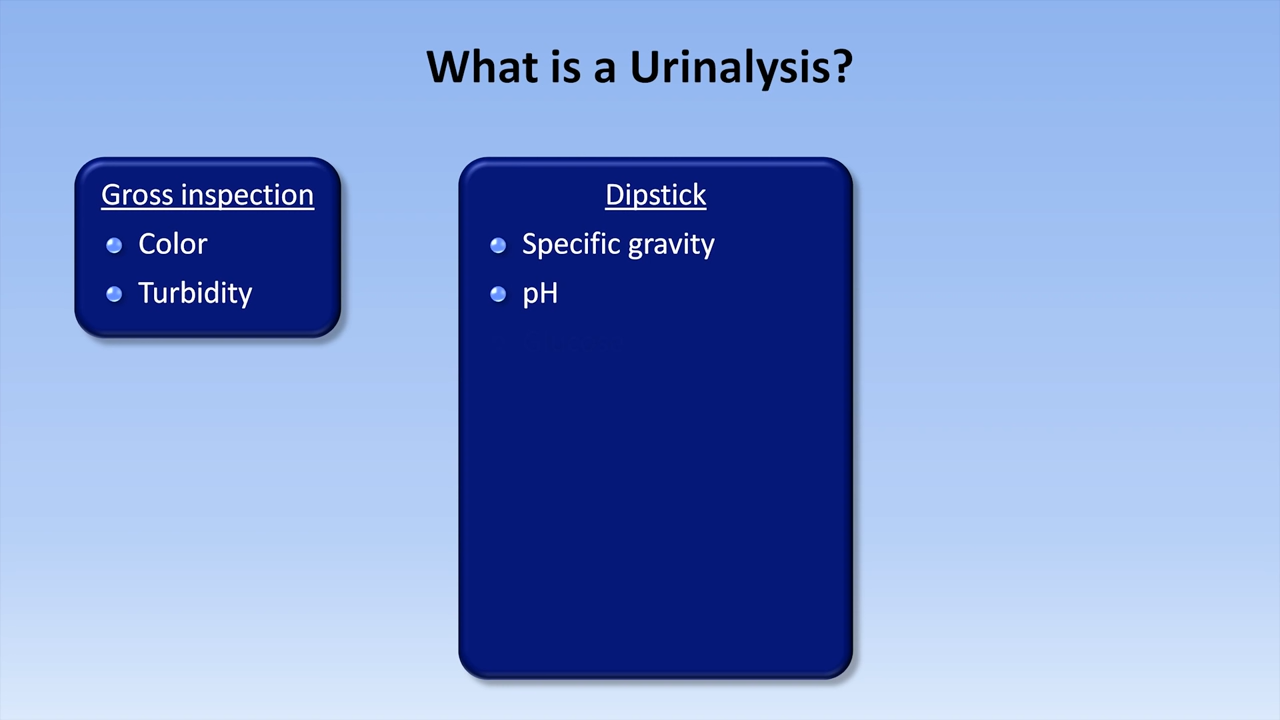 What is a Urinalysis?
Gross inspection
Color
Turbidity
Dipstick
Specific gravity
pH